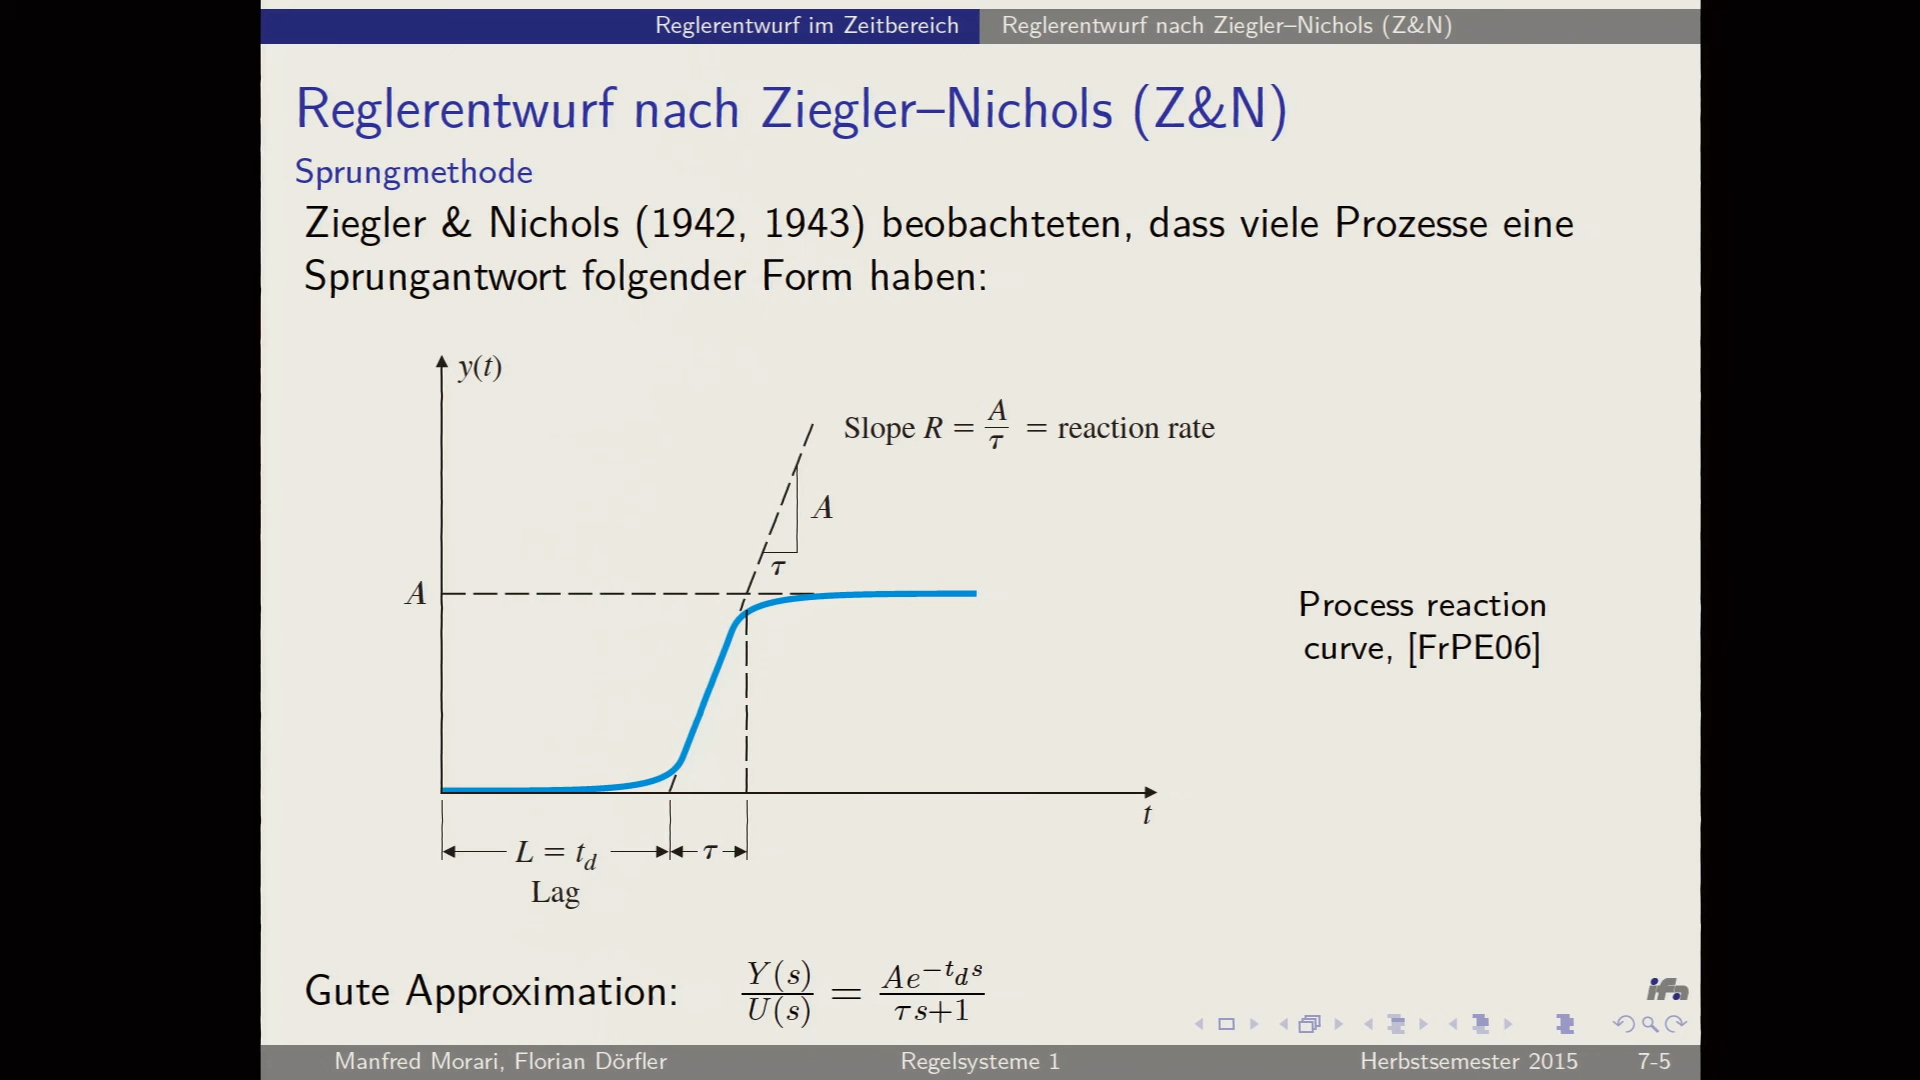 Reglerentwurf im Zeitbereich Reglerentwurf nach Ziegler–Nichols (Z&N)
Reglerentwurf nach Ziegler–Nichols (Z&N)
Sprungmethode
Ziegler & Nichols (1942, 1943) beobachteten, dass viele Prozesse eine
Sprungantwort folgender Form haben:
y(t)
Slope R = A/τ = reaction rate
A
τ
A
Process reaction
curve, [FrPE06]
t
L = t_d τ
Lag
Gute Approximation: Y(s)/U(s) = Ae^{-t_d s}/(τs+1)
ifa
Manfred Morari, Florian Dörfler Regelsysteme 1 Herbstsemester 2015 7-5